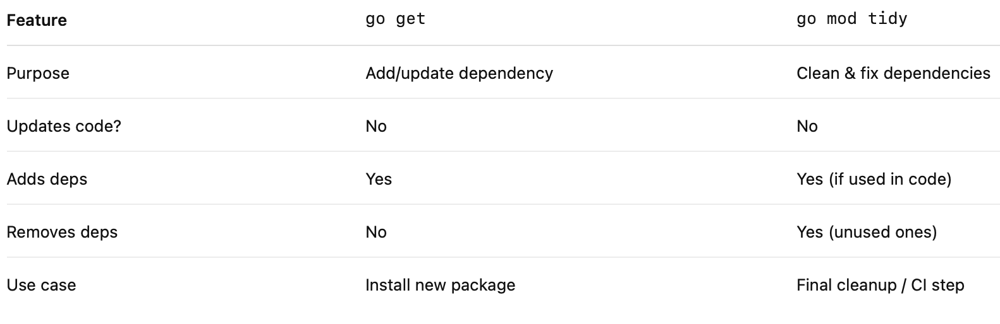 Feature go get go mod tidy
Purpose Add/update dependency Clean & fix dependencies
Updates code? No No
Adds deps Yes Yes (if used in code)
Removes deps No Yes (unused ones)
Use case Install new package Final cleanup / CI step